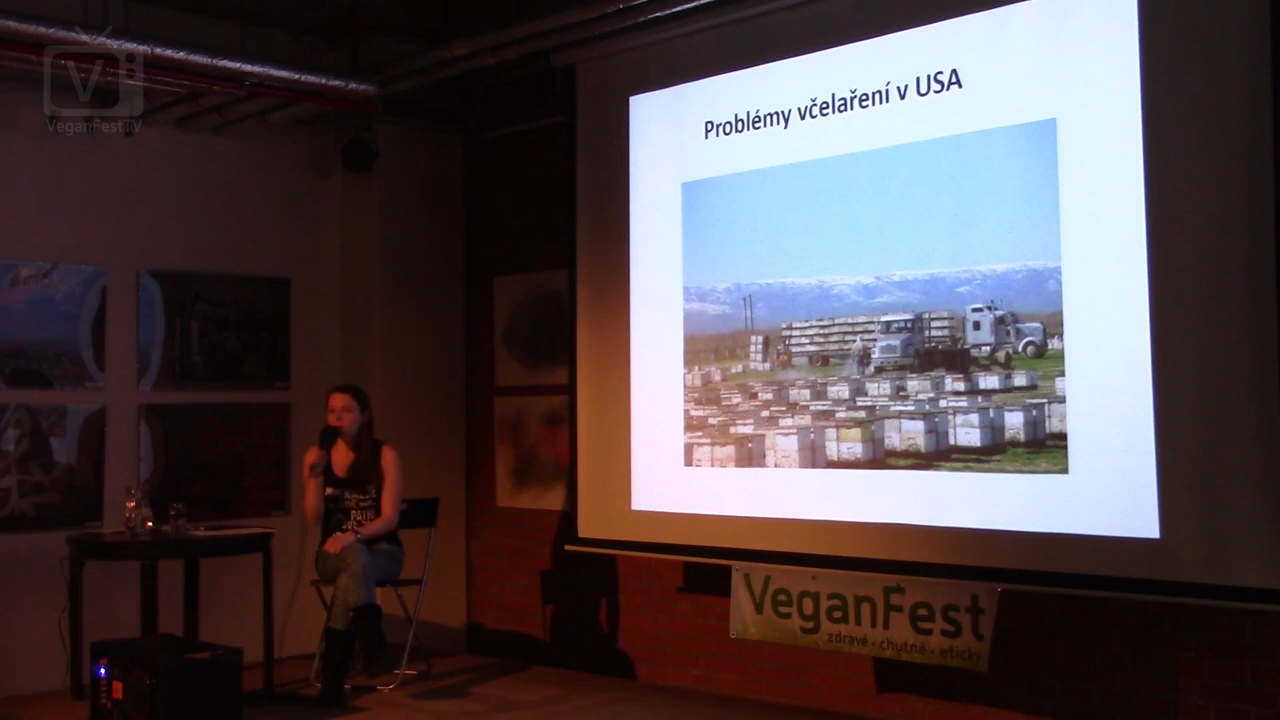 V
VeganFestTV
Problémy včelaření v USA
VeganFest
zdravě • chutně • eticky